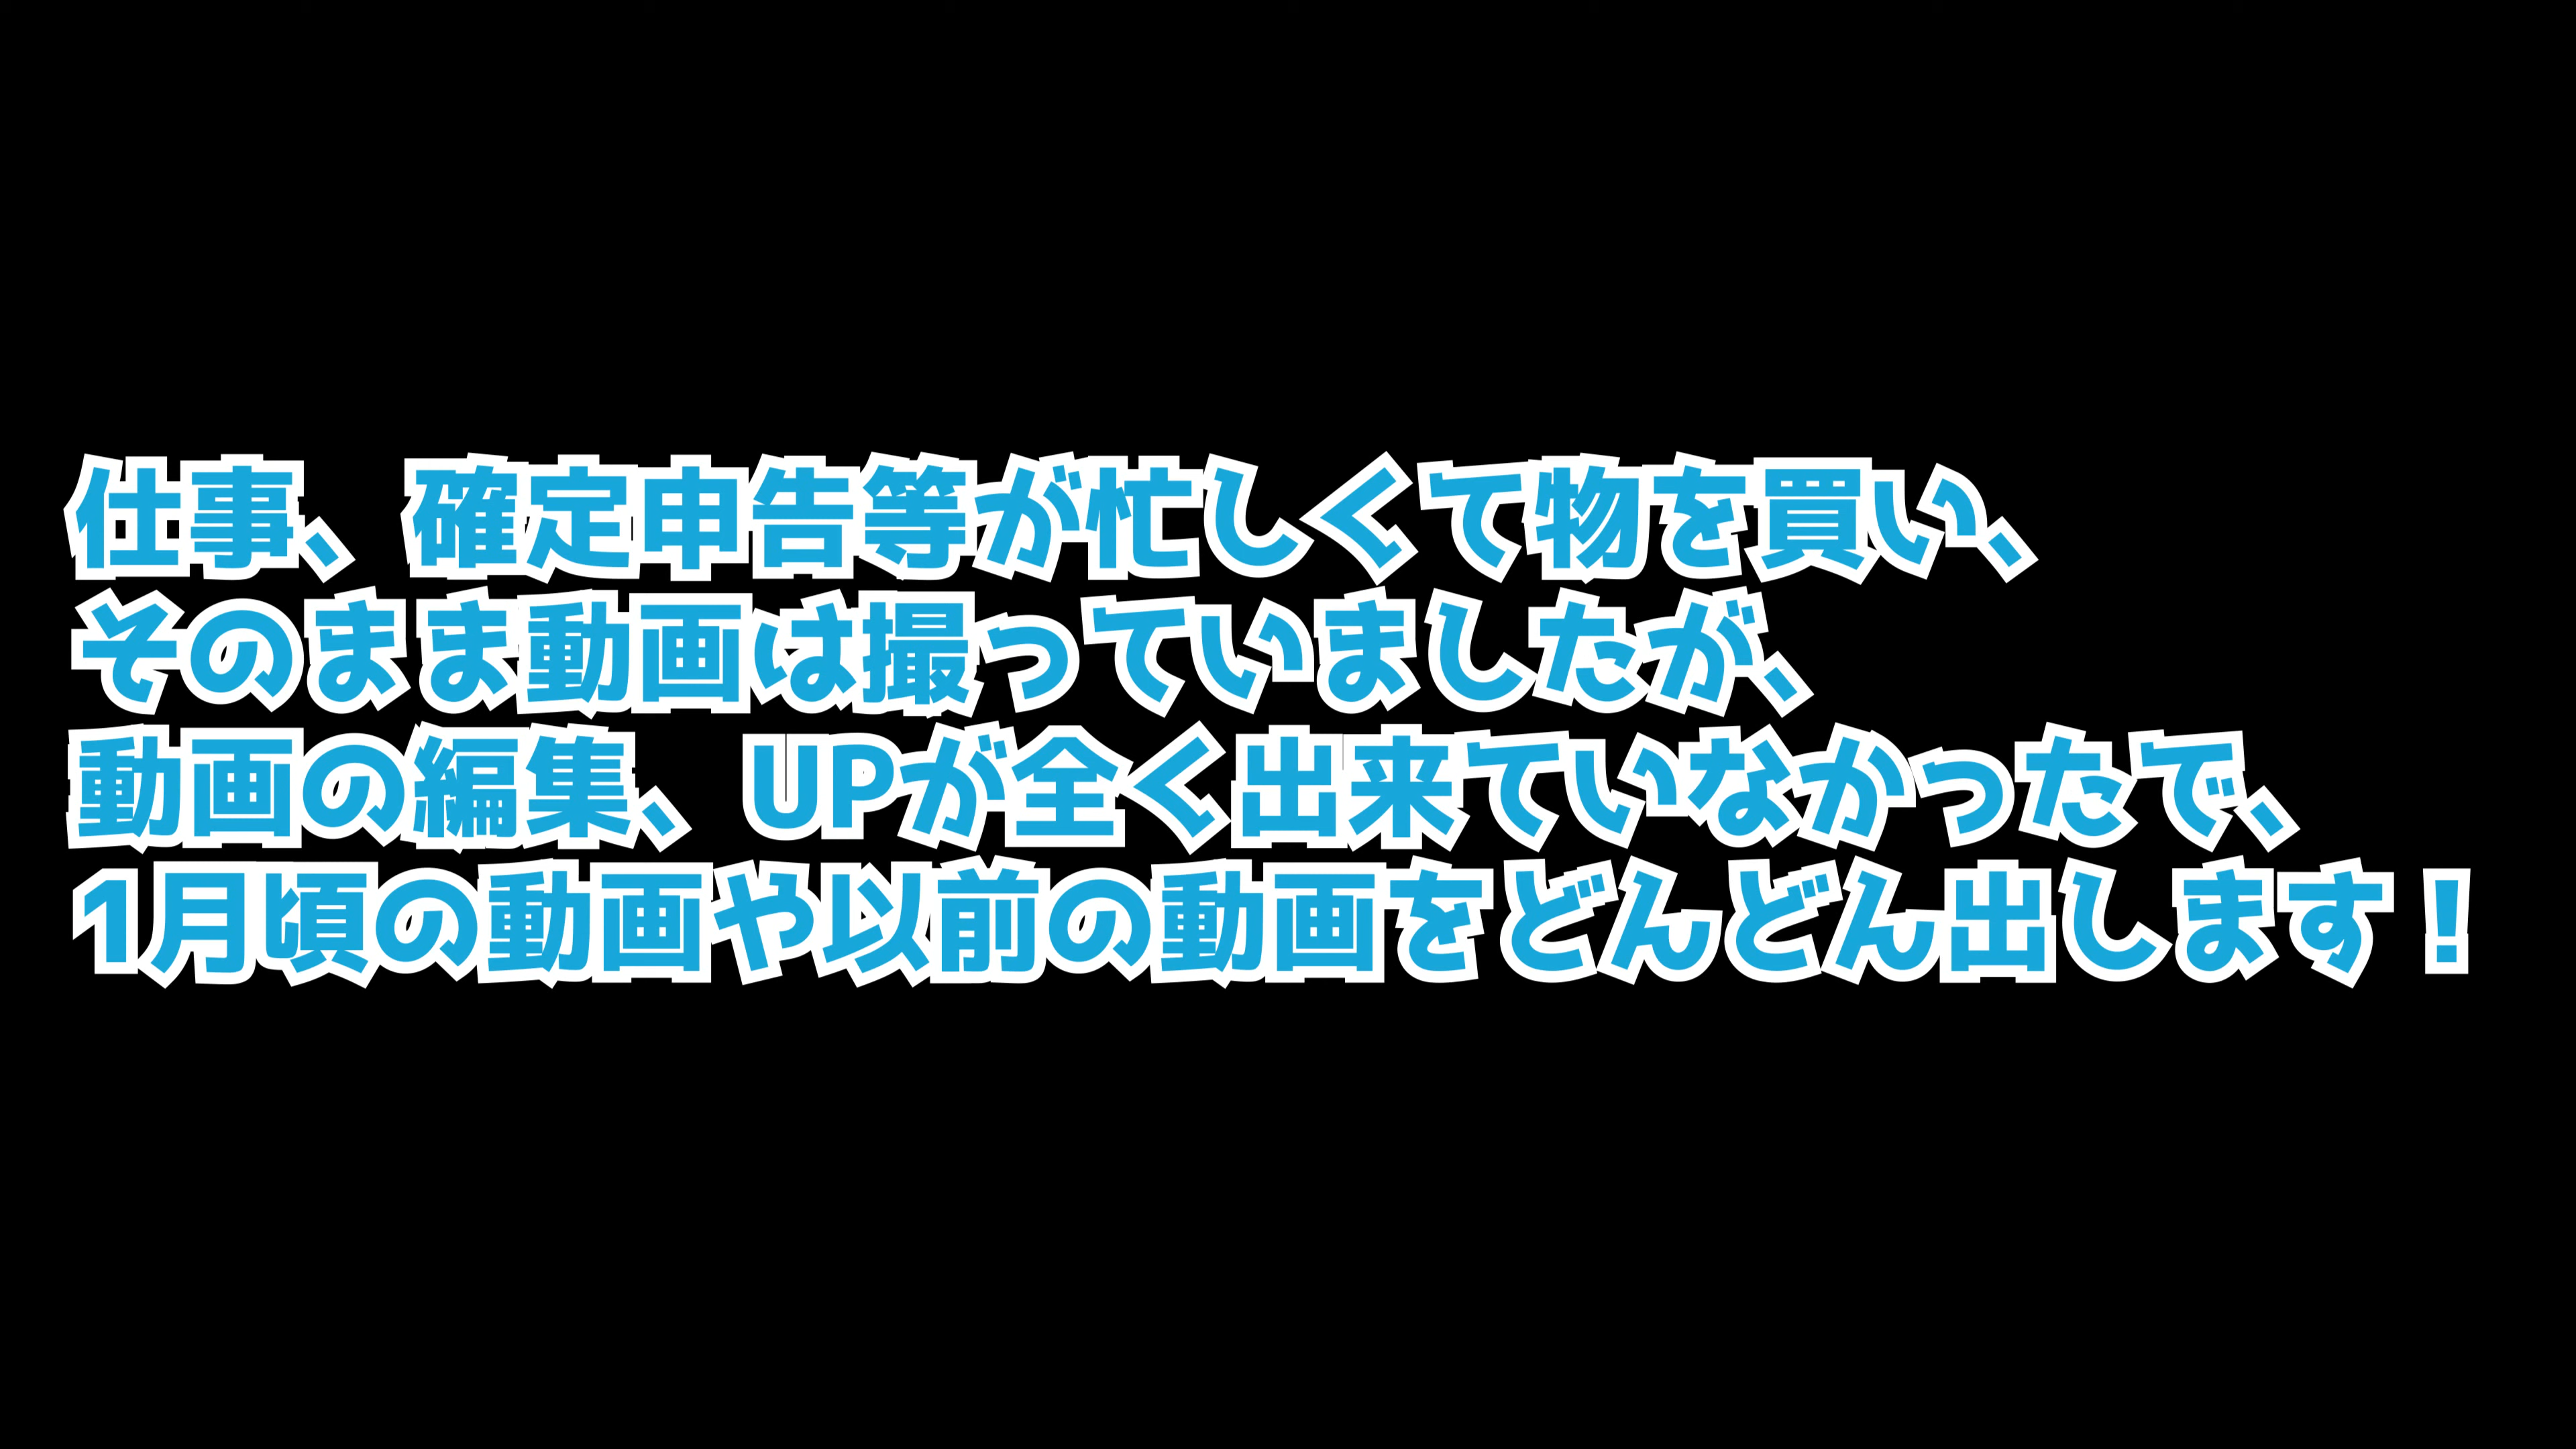 仕事、確定申告等が忙しくて物を買い、
そのまま動画は撮っていましたが、
動画の編集、UPが全く出来ていなかったで、
1月頃の動画や以前の動画をどんどん出します！